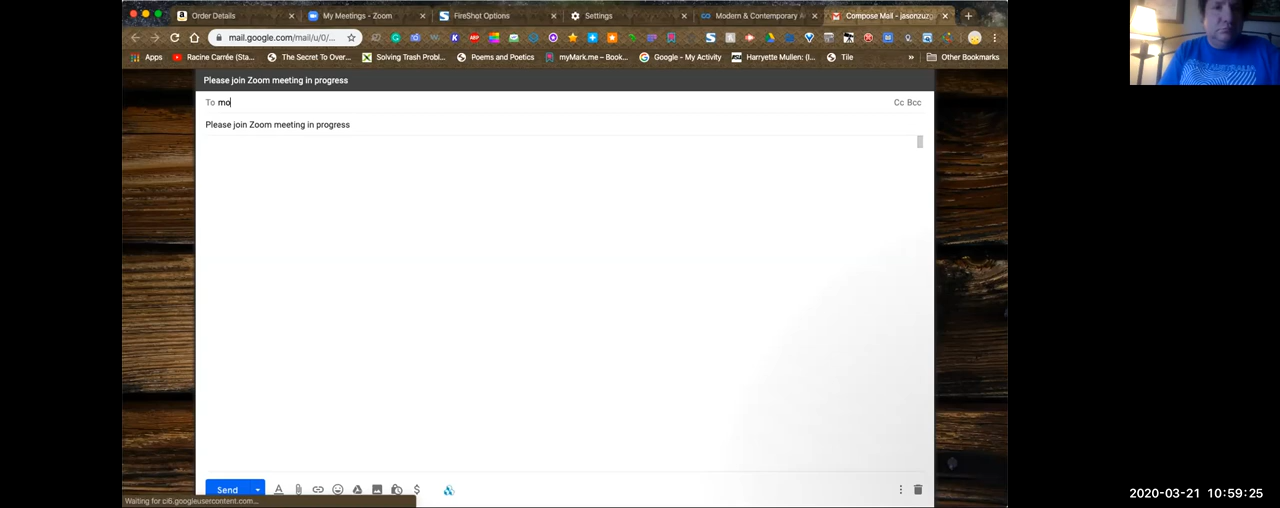 Order Details
My Meetings - Zoom
FireShot Options
Settings
Modern & Contemporary A
Compose Mail - jasonzuzg
mail.google.com/mail/u/0/...
Apps
Racine Carrée (Sta...
The Secret To Over...
Solving Trash Probl...
Poems and Poetics
myMark.me – Book...
Google - My Activity
Harryette Mullen: (I...
Tile
»
Other Bookmarks
Please join Zoom meeting in progress
To mo
Cc Bcc
Please join Zoom meeting in progress
Send
Waiting for ci6.googleusercontent.com...
2020-03-21 10:59:25